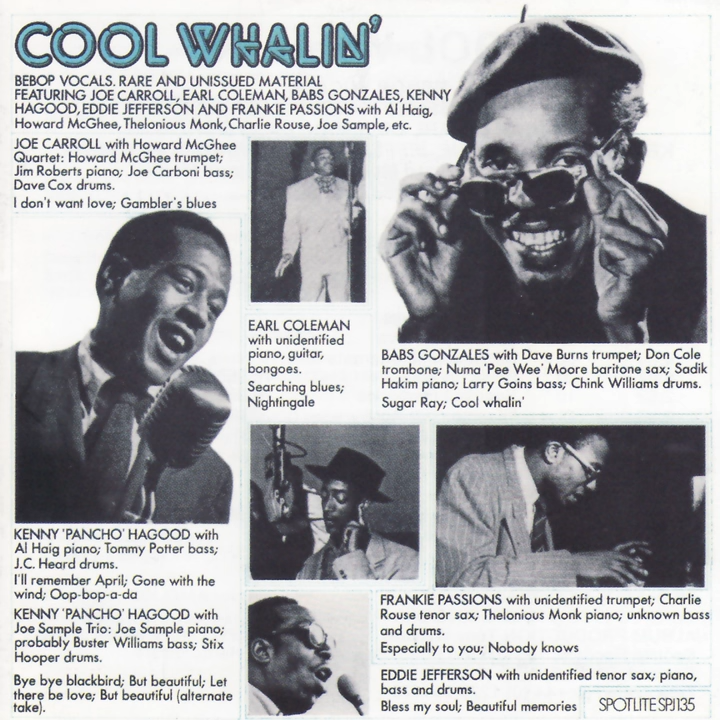 COOL WHALIN'
BEBOP VOCALS. RARE AND UNISSUED MATERIAL
FEATURING JOE CARROLL, EARL COLEMAN, BABS GONZALES, KENNY
HAGOOD, EDDIE JEFFERSON AND FRANKIE PASSIONS with Al Haig,
Howard McGhee, Thelonious Monk, Charlie Rouse, Joe Sample, etc.
JOE CARROLL with Howard McGhee
Quartet: Howard McGhee trumpet;
Jim Roberts piano; Joe Carboni bass;
Dave Cox drums.
I don't want love; Gambler's blues
EARL COLEMAN
with unidentified
piano, guitar,
bongoes.
Searching blues;
Nightingale
BABS GONZALES with Dave Burns trumpet; Don Cole
trombone; Numa 'Pee Wee' Moore baritone sax; Sadik
Hakim piano; Larry Goins bass; Chink Williams drums.
Sugar Ray; Cool whalin'
KENNY 'PANCHO' HAGOOD with
Al Haig piano; Tommy Potter bass;
J.C. Heard drums.
I'll remember April; Gone with the
wind; Oop-bop-a-da
KENNY 'PANCHO' HAGOOD with
Joe Sample Trio: Joe Sample piano;
probably Buster Williams bass; Stix
Hooper drums.
Bye bye blackbird; But beautiful; Let
there be love; But beautiful (alternate
take).
FRANKIE PASSIONS with unidentified trumpet; Charlie
Rouse tenor sax; Thelonious Monk piano; unknown bass
and drums.
Especially to you; Nobody knows
EDDIE JEFFERSON with unidentified tenor sax; piano,
bass and drums.
Bless my soul; Beautiful memories
SPOTLITE SPJ135